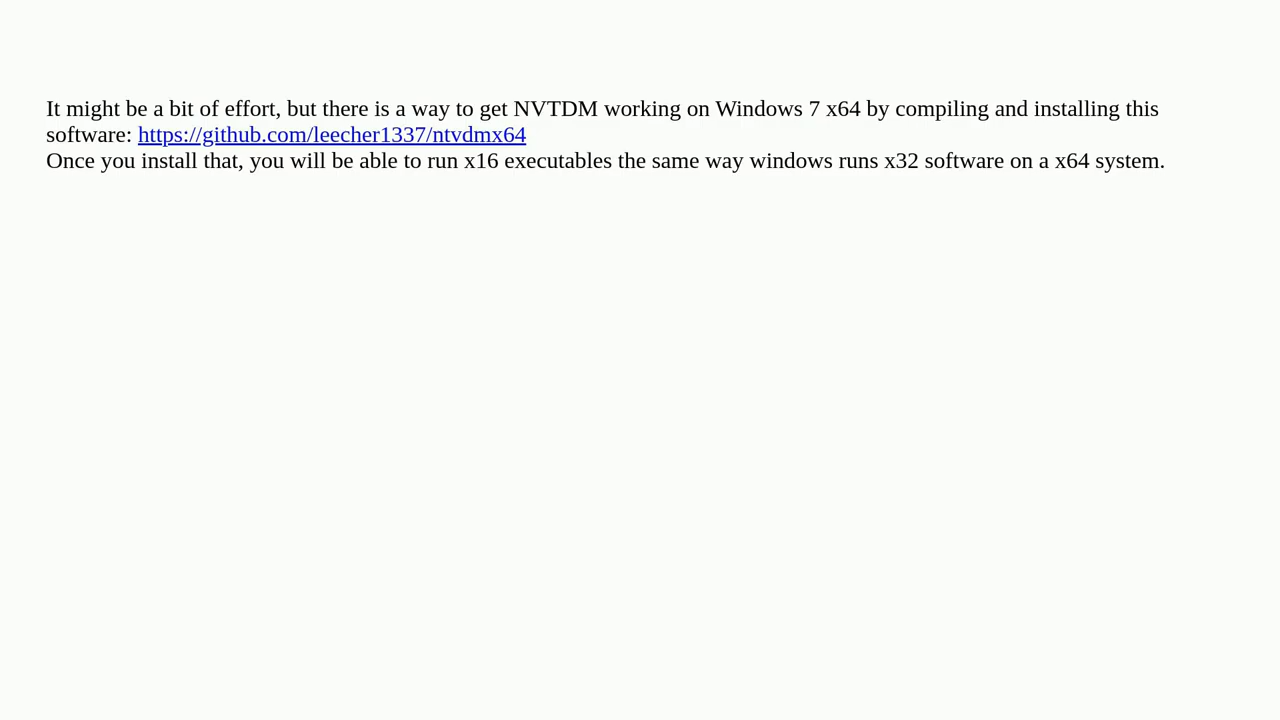 It might be a bit of effort, but there is a way to get NVTDM working on Windows 7 x64 by compiling and installing this
software: https://github.com/leecher1337/ntvdmx64
Once you install that, you will be able to run x16 executables the same way windows runs x32 software on a x64 system.